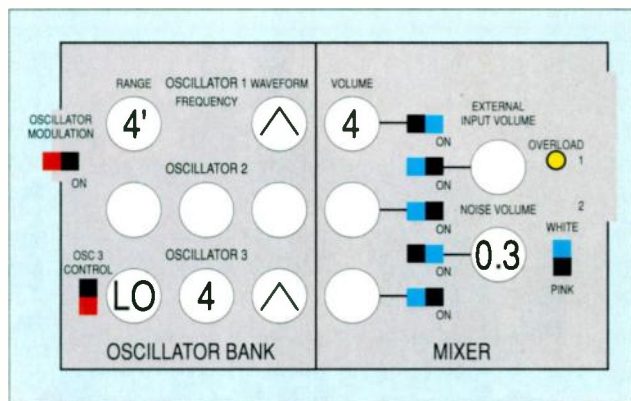 RANGE OSCILLATOR 1 WAVEFORM VOLUME
FREQUENCY
4' 4
OSCILLATOR
MODULATION
ON
ON
EXTERNAL
INPUT VOLUME
OVERLOAD
1
ON
OSCILLATOR 2
ON
NOISE VOLUME
2
WHITE
PINK
OSC 3
CONTROL
OSCILLATOR 3
LO 4
ON
0.3
ON
OSCILLATOR BANK
MIXER